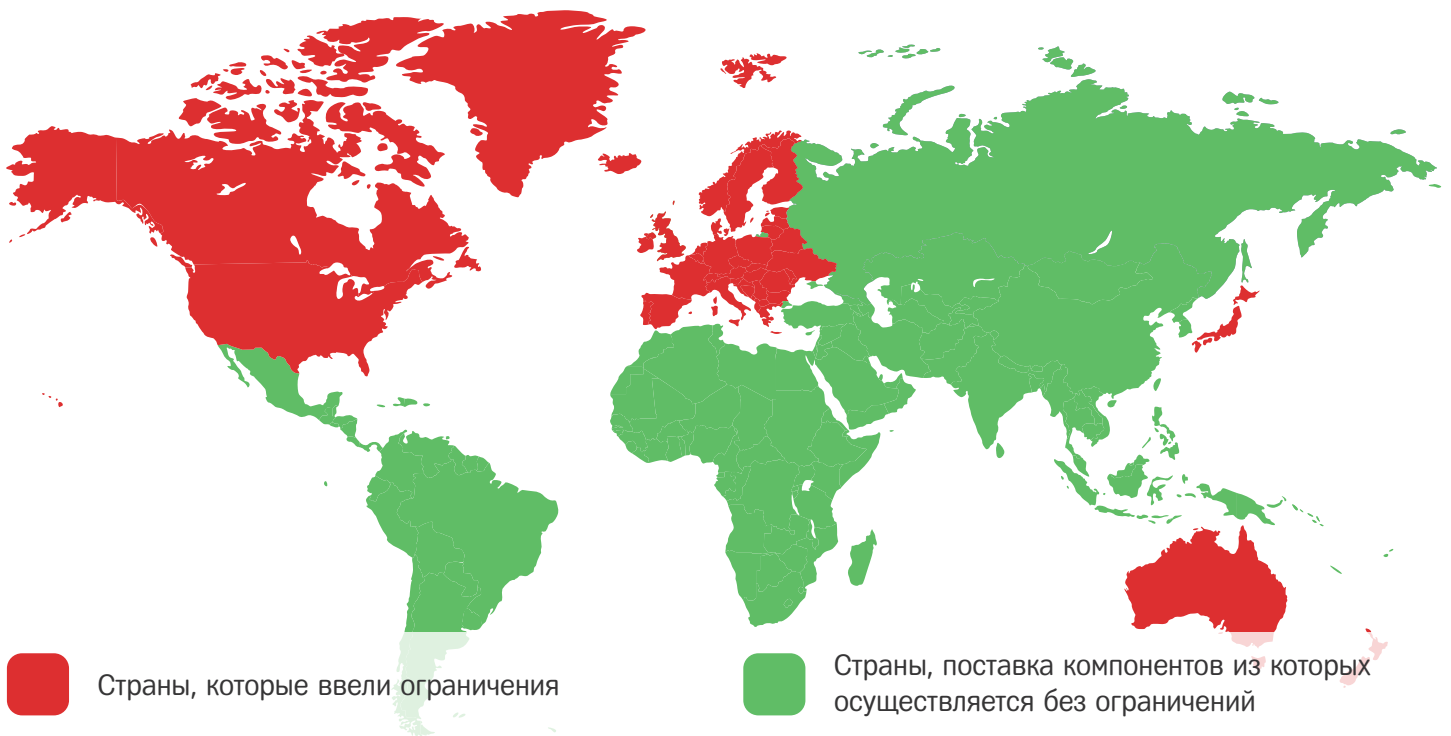 Страны, которые ввели ограничения
Страны, поставка компонентов из которых
осуществляется без ограничений